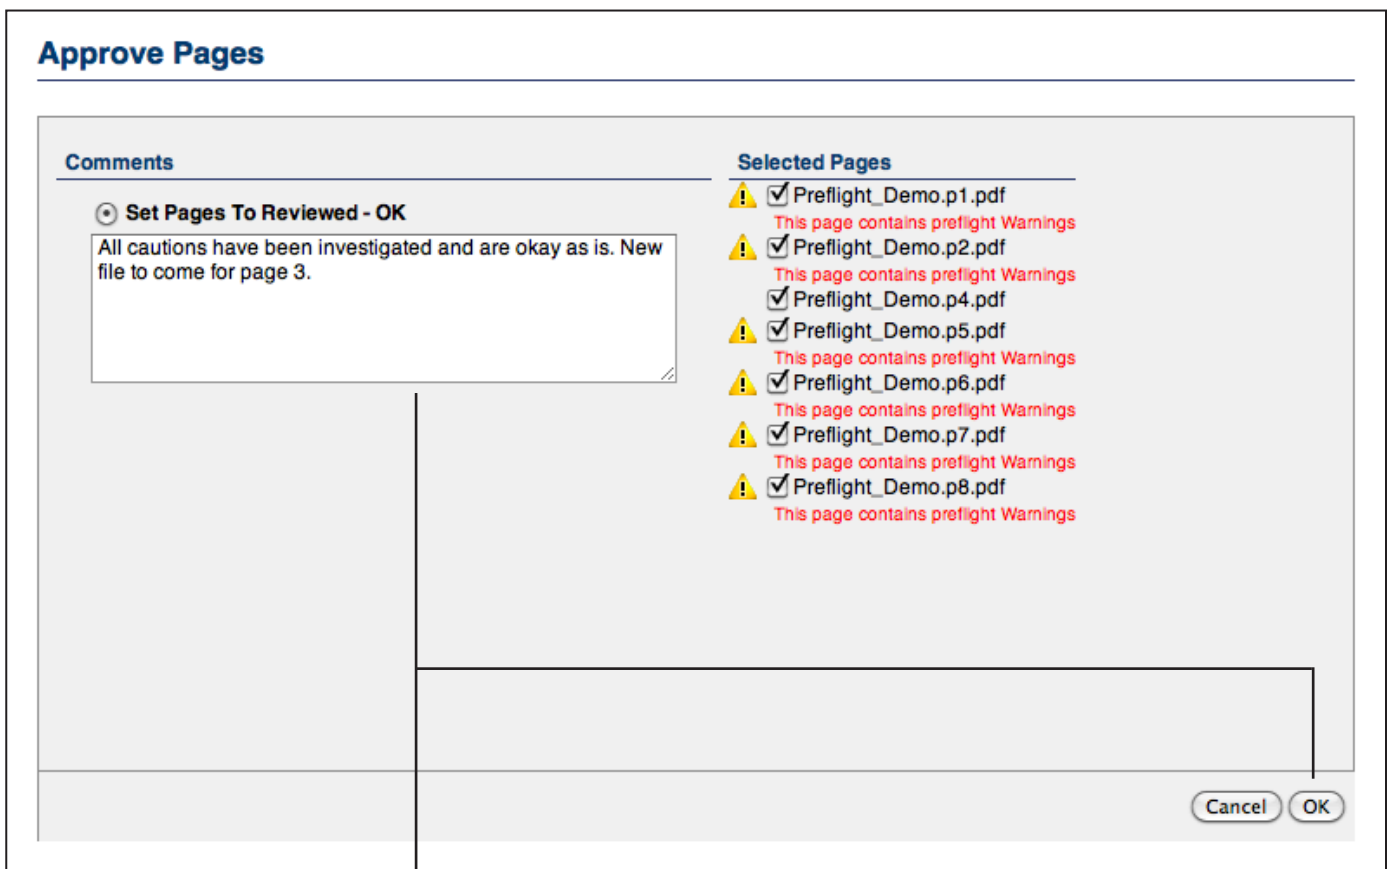 Approve Pages
Comments
Set Pages To Reviewed - OK
All cautions have been investigated and are okay as is. New
file to come for page 3.
Selected Pages
Preflight_Demo.p1.pdf
This page contains preflight Warnings
Preflight_Demo.p2.pdf
This page contains preflight Warnings
Preflight_Demo.p4.pdf
Preflight_Demo.p5.pdf
This page contains preflight Warnings
Preflight_Demo.p6.pdf
This page contains preflight Warnings
Preflight_Demo.p7.pdf
This page contains preflight Warnings
Preflight_Demo.p8.pdf
This page contains preflight Warnings
Cancel
OK